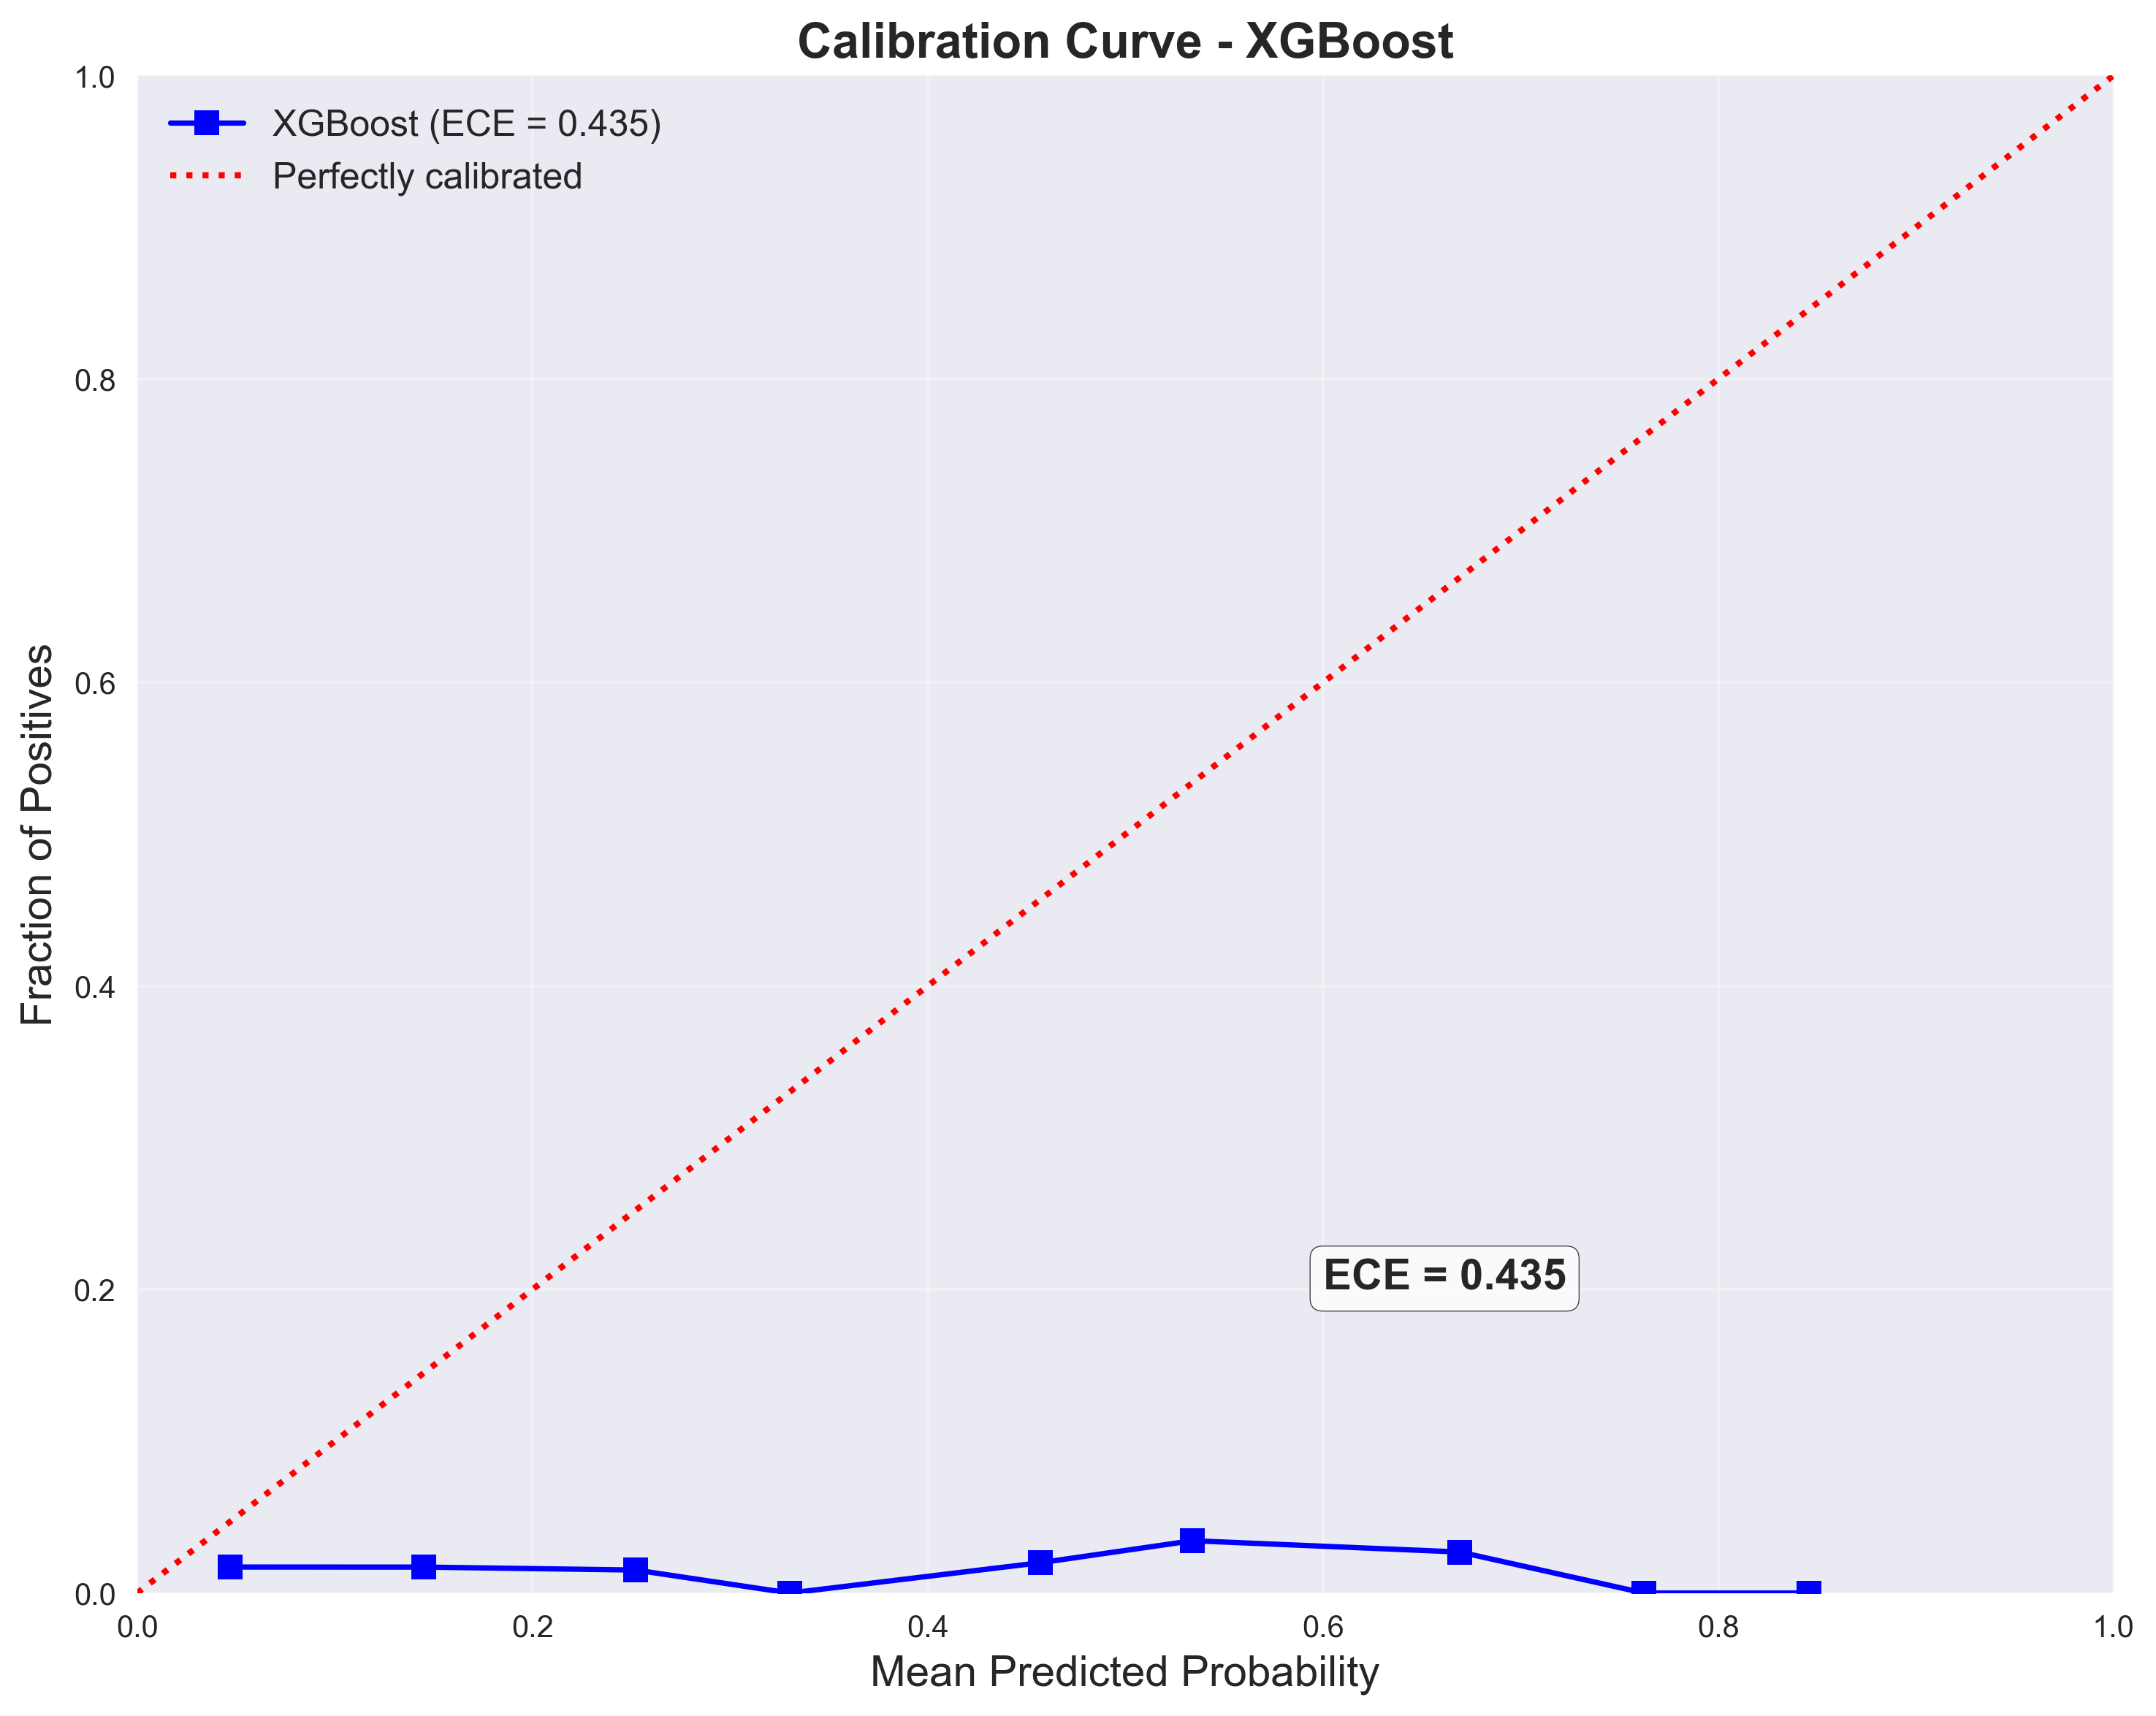 Calibration Curve - XGBoost
XGBoost (ECE = 0.435)
Perfectly calibrated
1.0
0.8
0.6
0.4
0.2
0.0
Fraction of Positives
ECE = 0.435
0.0 0.2 0.4 0.6 0.8 1.0
Mean Predicted Probability